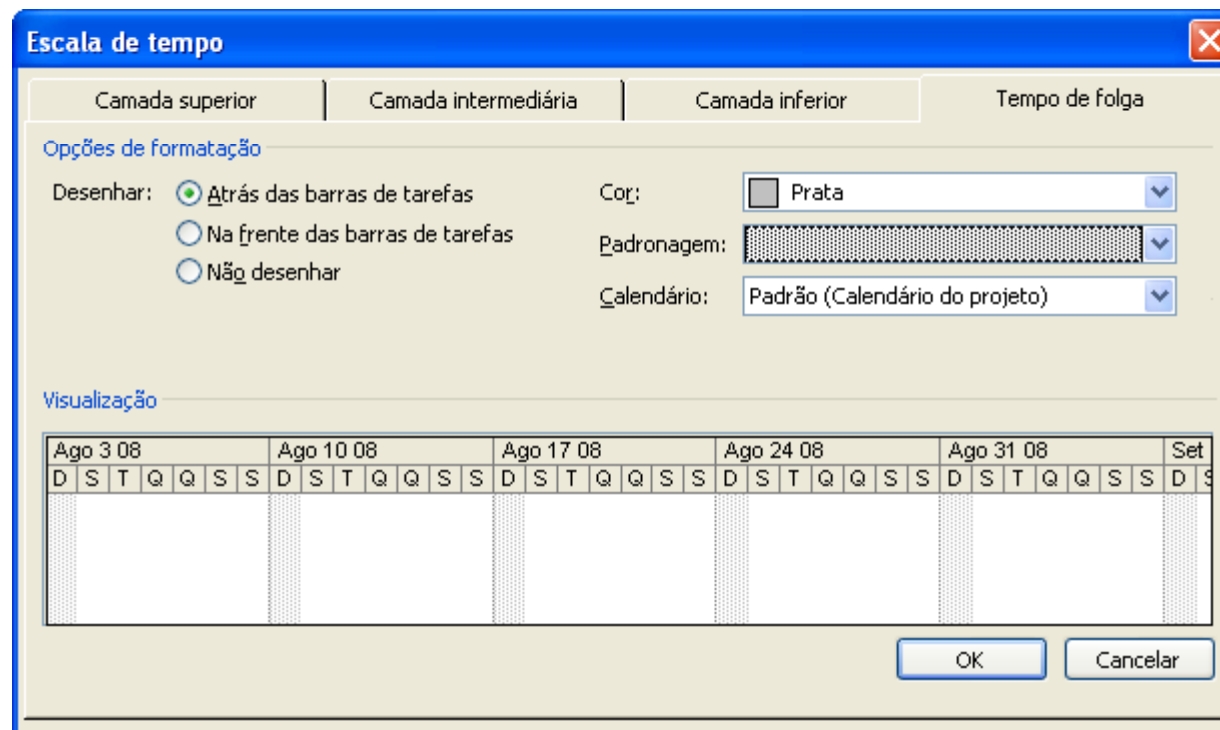 Escala de tempo
Camada superior Camada intermediária Camada inferior Tempo de folga
Opções de formatação
Desenhar: Atrás das barras de tarefas Cor: Prata
Na frente das barras de tarefas Padronagem:
Não desenhar Calendário: Padrão (Calendário do projeto)
Visualização
Ago 3 08 Ago 10 08 Ago 17 08 Ago 24 08 Ago 31 08 Set
D S T Q Q S S D S T Q Q S S D S T Q Q S S D S T Q Q S S D S T Q Q S S D S
OK Cancelar